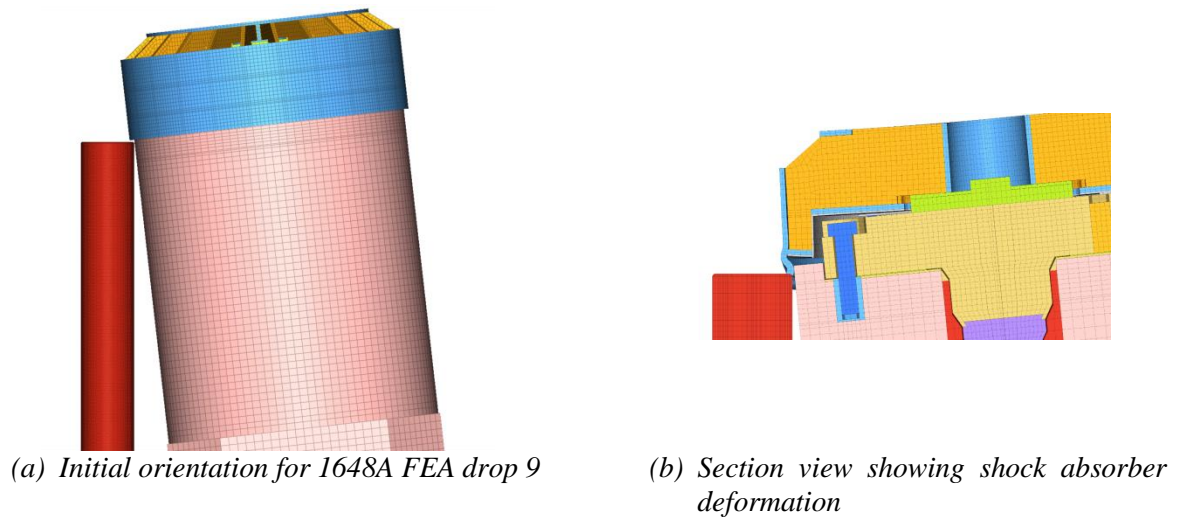 (a) Initial orientation for 1648A FEA drop 9
(b) Section view showing shock absorber
deformation